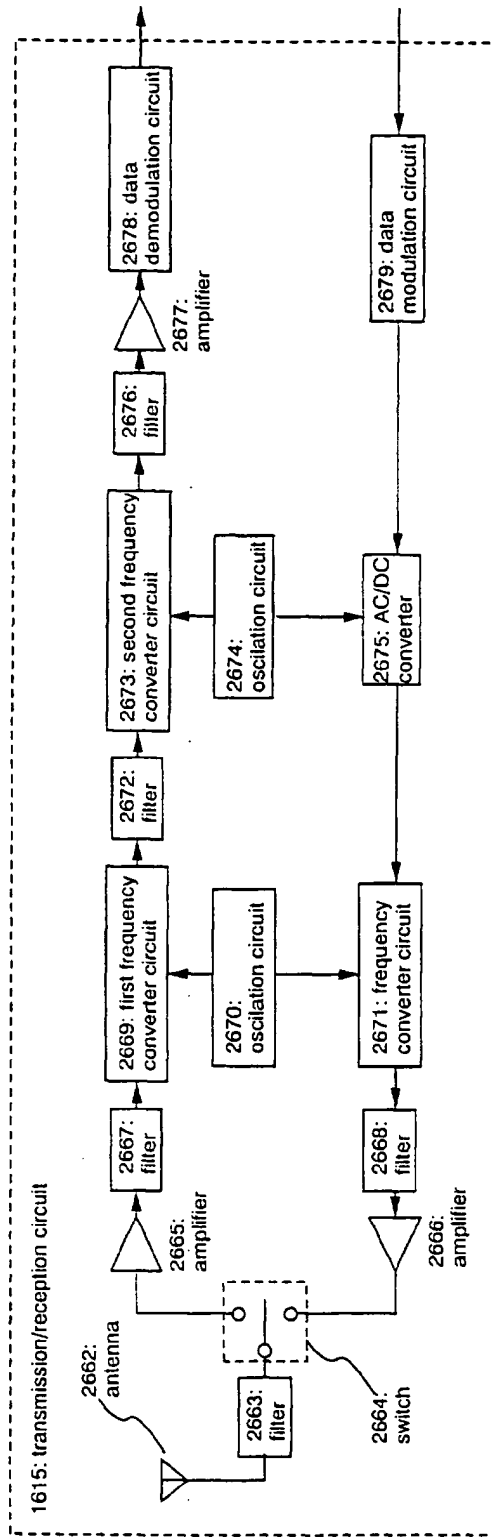 1615: transmission/reception circuit
2662:
antenna
2663:
filter
2664:
switch
2665:
amplifier
2667:
filter
2669: first frequency
converter circuit
2672:
filter
2673: second frequency
converter circuit
2676:
filter
2677:
amplifier
2678: data
demodulation circuit
2670:
oscilation circuit
2674:
oscilation circuit
2666:
amplifier
2668:
filter
2671: frequency
converter circuit
2675: AC/DC
converter
2679: data
modulation circuit